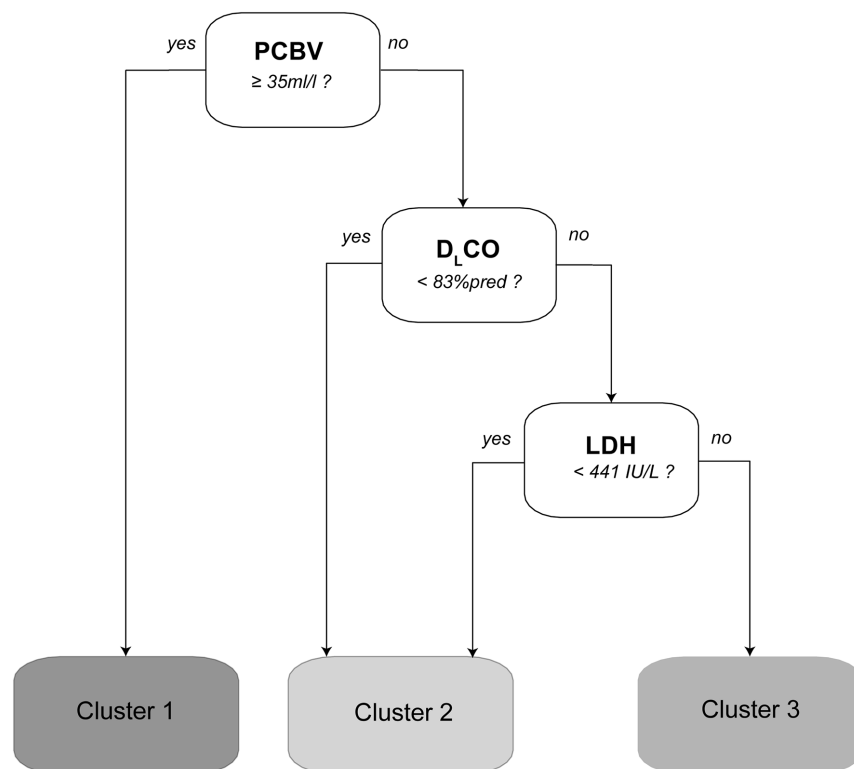 yes
PCBV
no
≥ 35ml/l ?
yes
DLCO
no
< 83%pred ?
yes
LDH
no
< 441 IU/L ?
Cluster 1
Cluster 2
Cluster 3